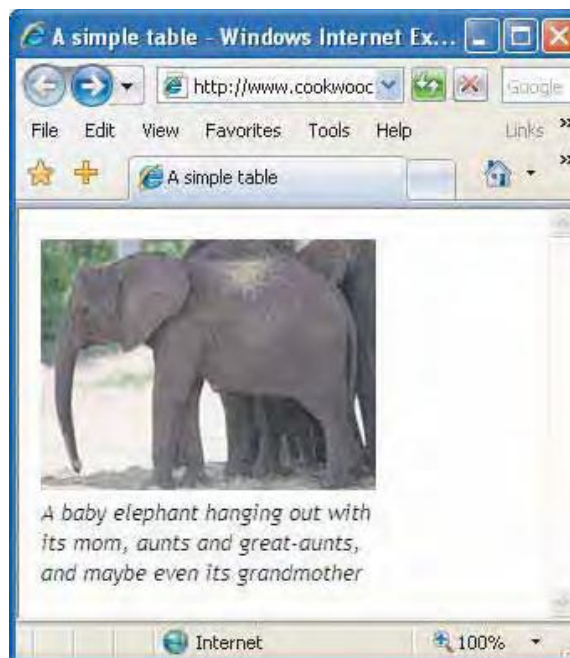 A simple table - Windows Internet Ex...
http://www.cookwooc
Google
File Edit View Favorites Tools Help Links
A simple table
A baby elephant hanging out with
its mom, aunts and great-aunts,
and maybe even its grandmother
Internet 100%